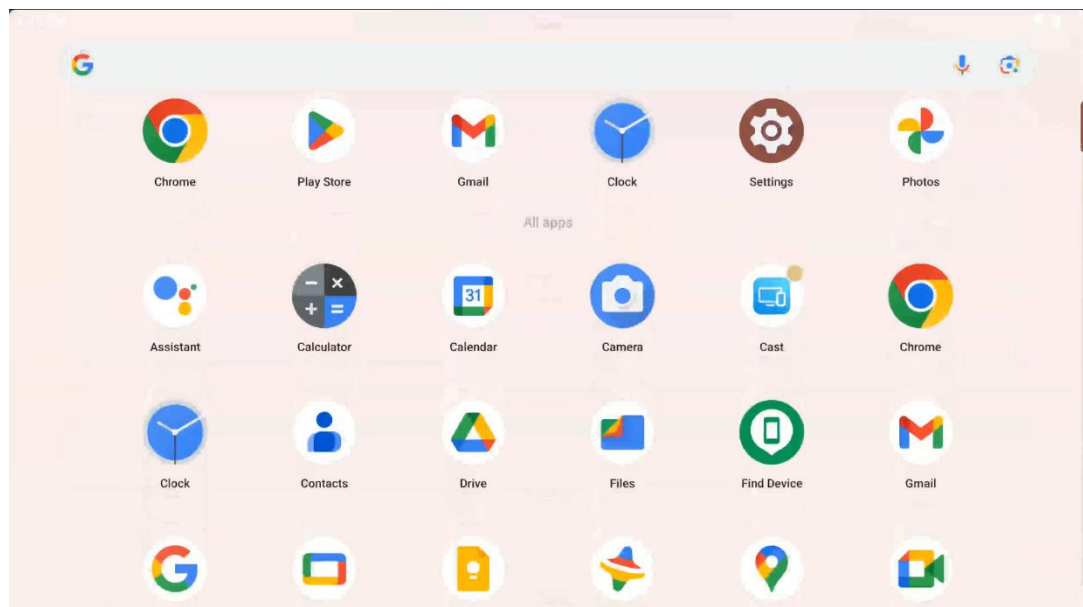 Chrome Play Store Gmail Clock Settings Photos
All apps
31
Assistant Calculator Calendar Camera Cast Chrome
Clock Contacts Drive Files Find Device Gmail